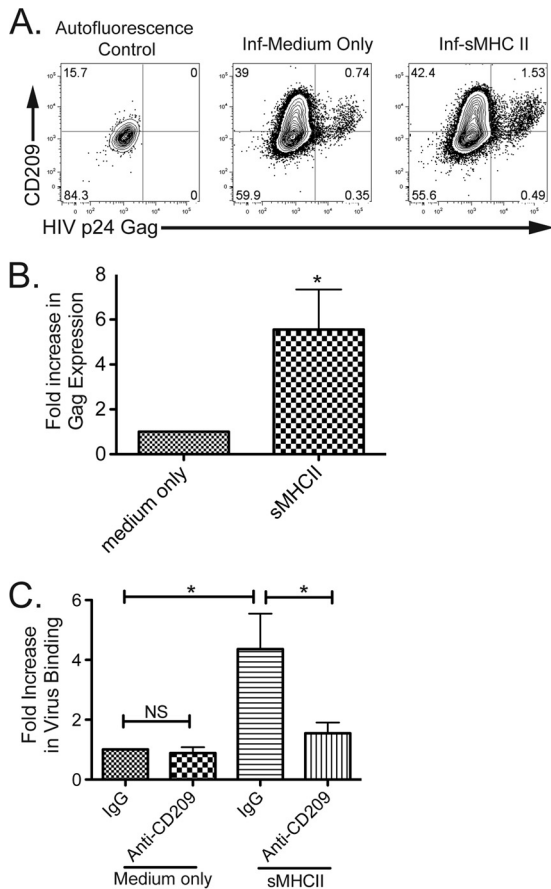 A.
Autofluorescence
Control
Inf-Medium Only
Inf-sMHC II
15.7
0
39
0.74
42.4
1.53
84.3
0
59.9
0.35
55.6
0.49
CD209
HIV p24 Gag
B.
Fold increase in
Gag Expression
8
6
4
2
0
*
medium only
sMHCII
C.
Fold Increase
in Virus Binding
6
4
2
0
*
*
NS
IgG
Anti-CD209
IgG
Anti-CD209
Medium only
sMHCII